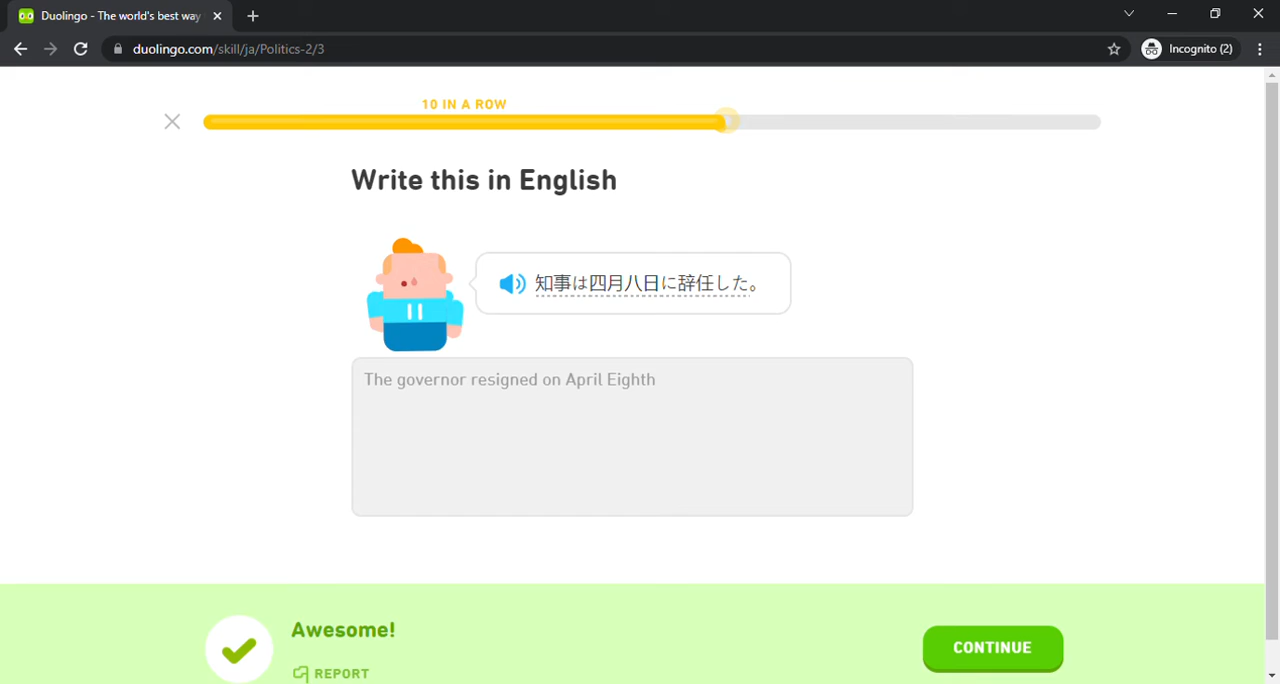 Duolingo - The world's best way
duolingo.com/skill/ja/Politics-2/3
Incognito (2)
10 IN A ROW
Write this in English
知事は四月八日に辞任した。
The governor resigned on April Eighth
Awesome!
CONTINUE
REPORT